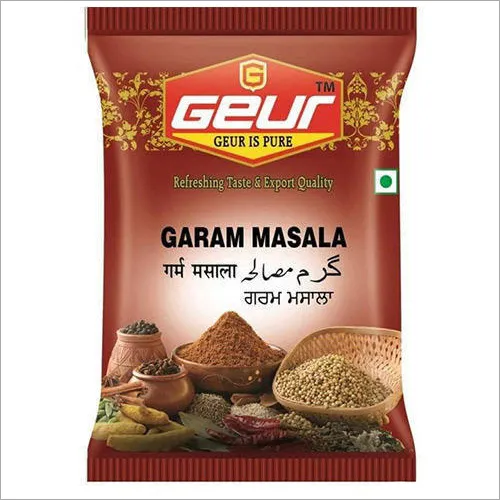 G
Geur TM
GEUR IS PURE
Refreshing Taste & Export Quality
GARAM MASALA
गर्म मसाला گرم مصالحہ
ਗਰਮ ਮਸਾਲਾ